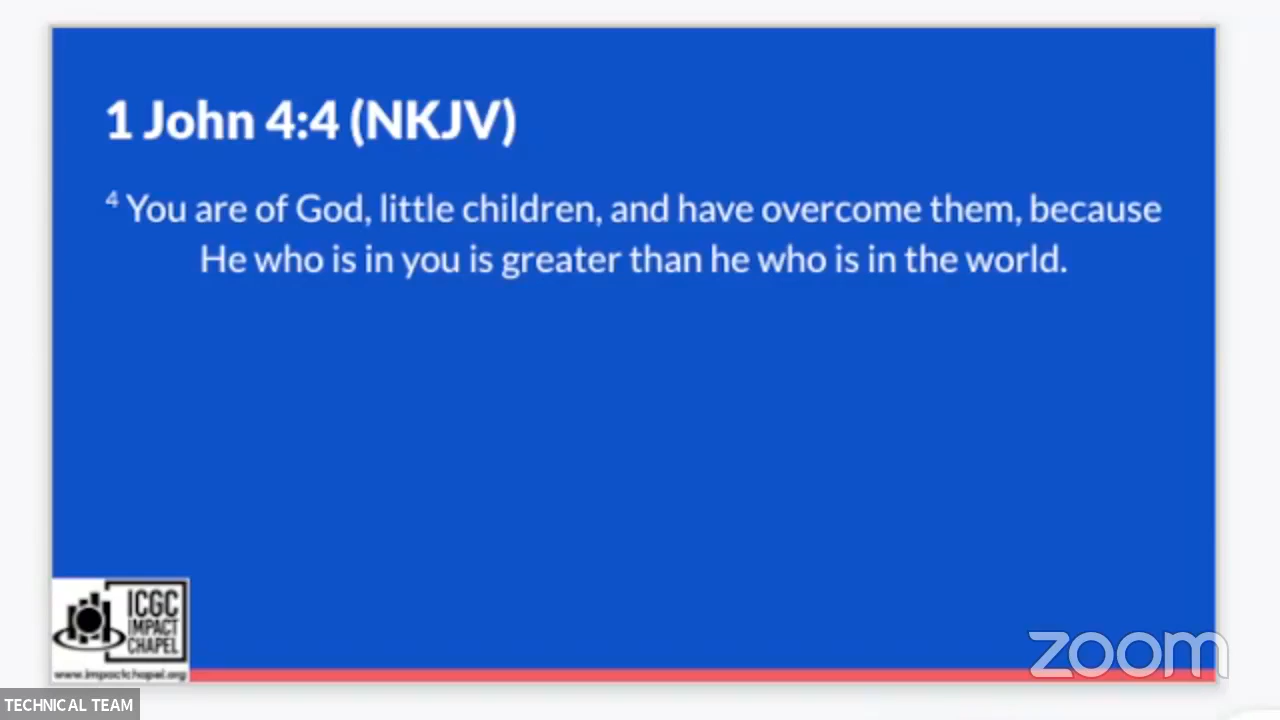 1 John 4:4 (NKJV)
4 You are of God, little children, and have overcome them, because
He who is in you is greater than he who is in the world.
ICGC
IMPACT
CHAPEL
www.impactchapel.org
zoom
TECHNICAL TEAM